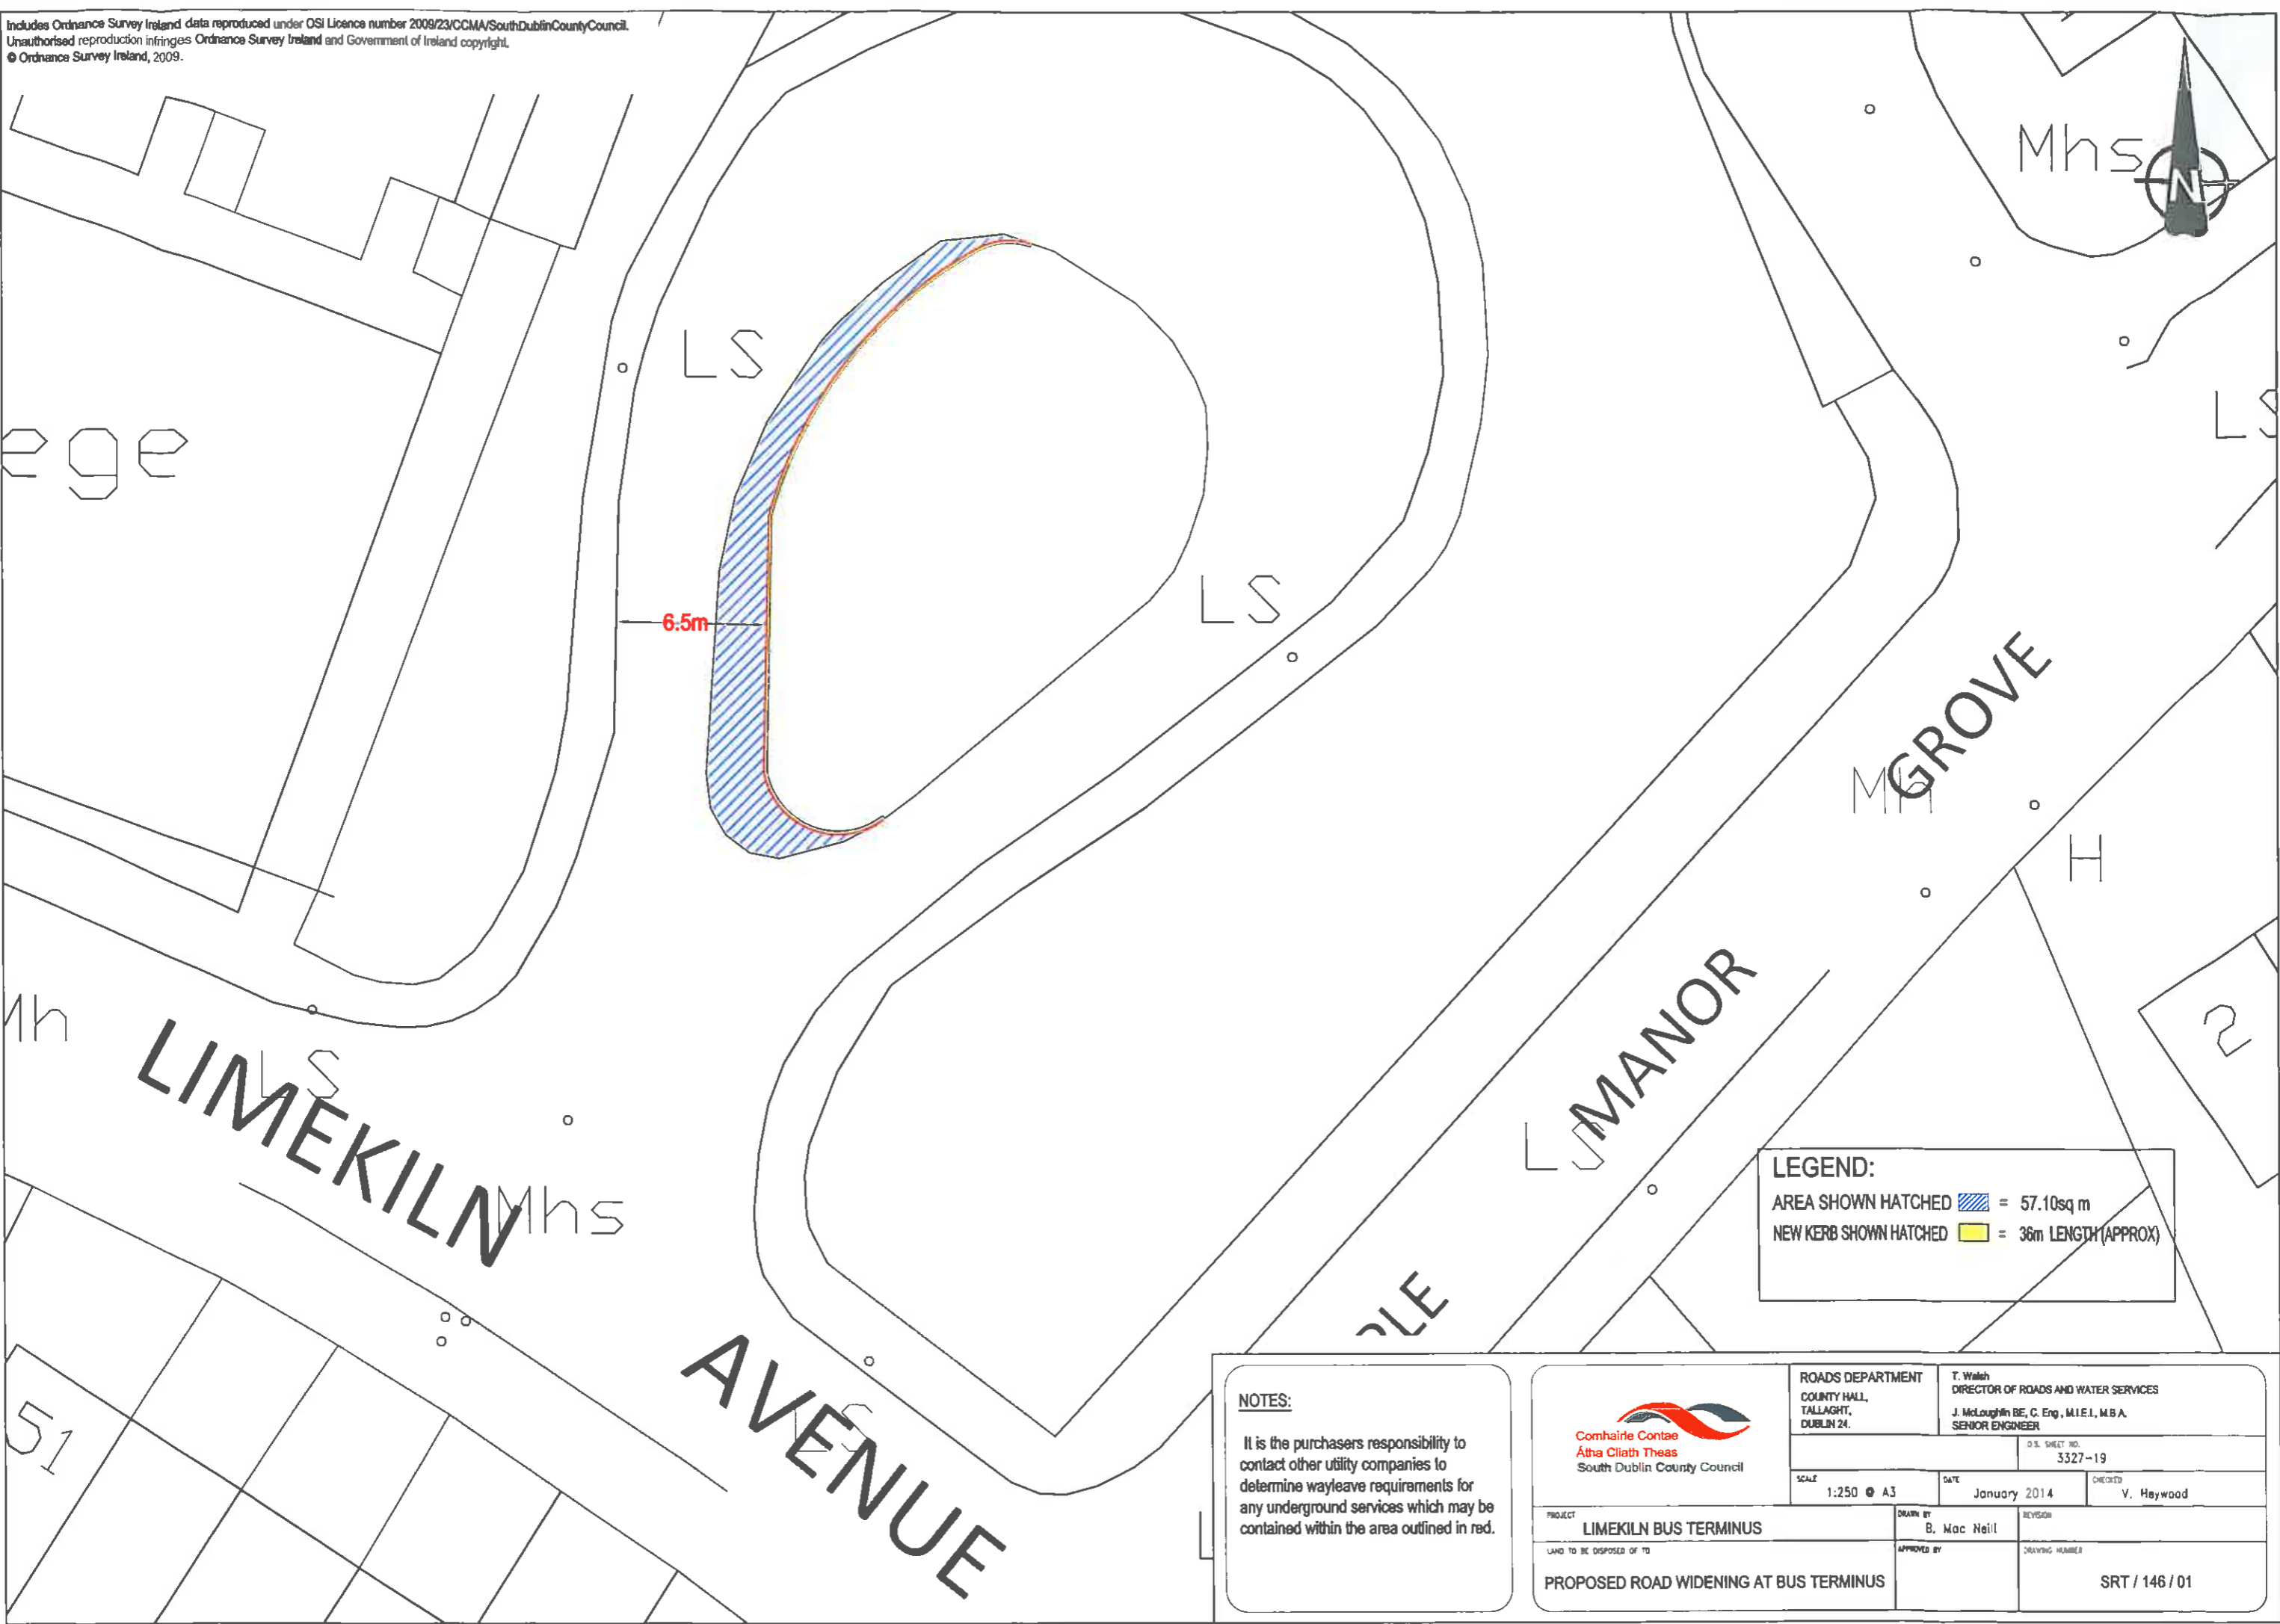 Includes Ordnance Survey Ireland data reproduced under OSI Licence number 2009/23/CCMA/SouthDublinCountyCouncil.
Unauthorised reproduction infringes Ordnance Survey Ireland and Government of Ireland copyright.
© Ordnance Survey Ireland, 2009.
Mhs
N
LS
LS
ege
LS
6.5m
GROVE
Mh
H
MANOR
LS
2
Mh
LIMEKILN
LS
Mhs
AVENUE
LS
51
LEGEND:
AREA SHOWN HATCHED = 57.10sq m
NEW KERB SHOWN HATCHED = 36m LENGTH (APPROX)
NOTES:
It is the purchasers responsibility to
contact other utility companies to
determine wayleave requirements for
any underground services which may be
contained within the area outlined in red.
Comhairle Contae
Átha Cliath Theas
South Dublin County Council
ROADS DEPARTMENT
COUNTY HALL,
TALLAGHT,
DUBLIN 24.
T. Walsh
DIRECTOR OF ROADS AND WATER SERVICES
J. McLoughlin BE, C. Eng, M.I.E.I., M.B.A.
SENIOR ENGINEER
O.S. SHEET NO.
3327-19
SCALE
1:250 @ A3
DATE
January 2014
CHECKED
V. Heywood
PROJECT
LIMEKILN BUS TERMINUS
DRAWN BY
B. Mac Neill
REVISION
LAND TO BE DISPOSED OF TO
PROPOSED ROAD WIDENING AT BUS TERMINUS
APPROVED BY
DRAWING NUMBER
SRT / 146 / 01